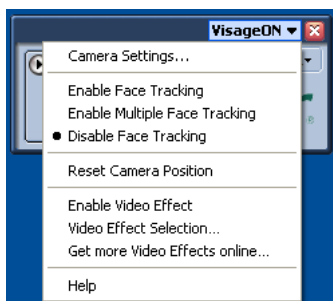 VisageON
Camera Settings...
Enable Face Tracking
Enable Multiple Face Tracking
Disable Face Tracking
Reset Camera Position
Enable Video Effect
Video Effect Selection...
Get more Video Effects online...
Help